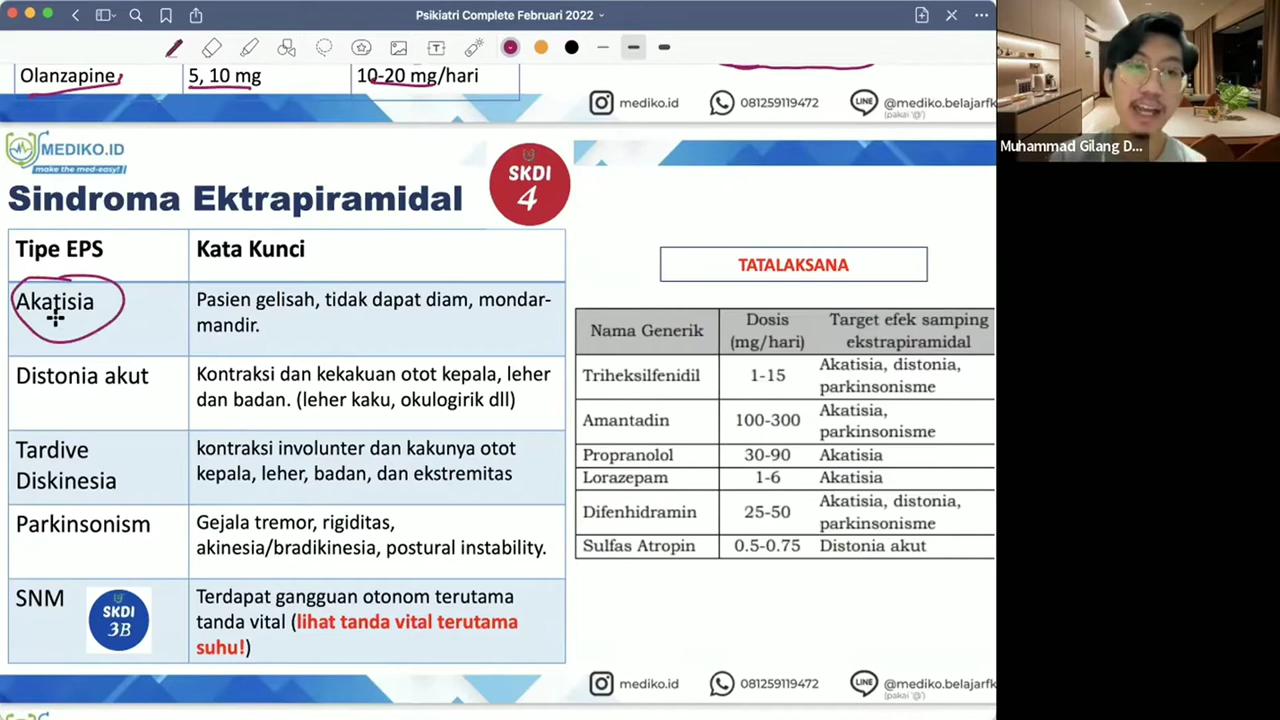 Psikiatri Complete Februari 2022
Olanzapine
5, 10 mg
10-20 mg/hari
mediko.id
081259119472
@mediko.belajarfk
(pakai '@')
MEDIKO.ID
make the med-easy!
Sindroma Ektrapiramidal
SKDI
4
Tipe EPS
Kata Kunci
Akatisia
Pasien gelisah, tidak dapat diam, mondar-
mandir.
Distonia akut
Kontraksi dan kekakuan otot kepala, leher
dan badan. (leher kaku, okulogirik dll)
Tardive
Diskinesia
kontraksi involunter dan kakunya otot
kepala, leher, badan, dan ekstremitas
Parkinsonism
Gejala tremor, rigiditas,
akinesia/bradikinesia, postural instability.
SNM
SKDI
3B
Terdapat gangguan otonom terutama
tanda vital (lihat tanda vital terutama
suhu!)
TATALAKSANA
Nama Generik
Dosis
(mg/hari)
Target efek samping
ekstrapiramidal
Triheksilfenidil
1-15
Akatisia, distonia,
parkinsonisme
Amantadin
100-300
Akatisia,
parkinsonisme
Propranolol
30-90
Akatisia
Lorazepam
1-6
Akatisia
Difenhidramin
25-50
Akatisia, distonia,
parkinsonisme
Sulfas Atropin
0.5-0.75
Distonia akut
mediko.id
081259119472
@mediko.belajarfk
(pakai '@')
Muhammad Gilang D...